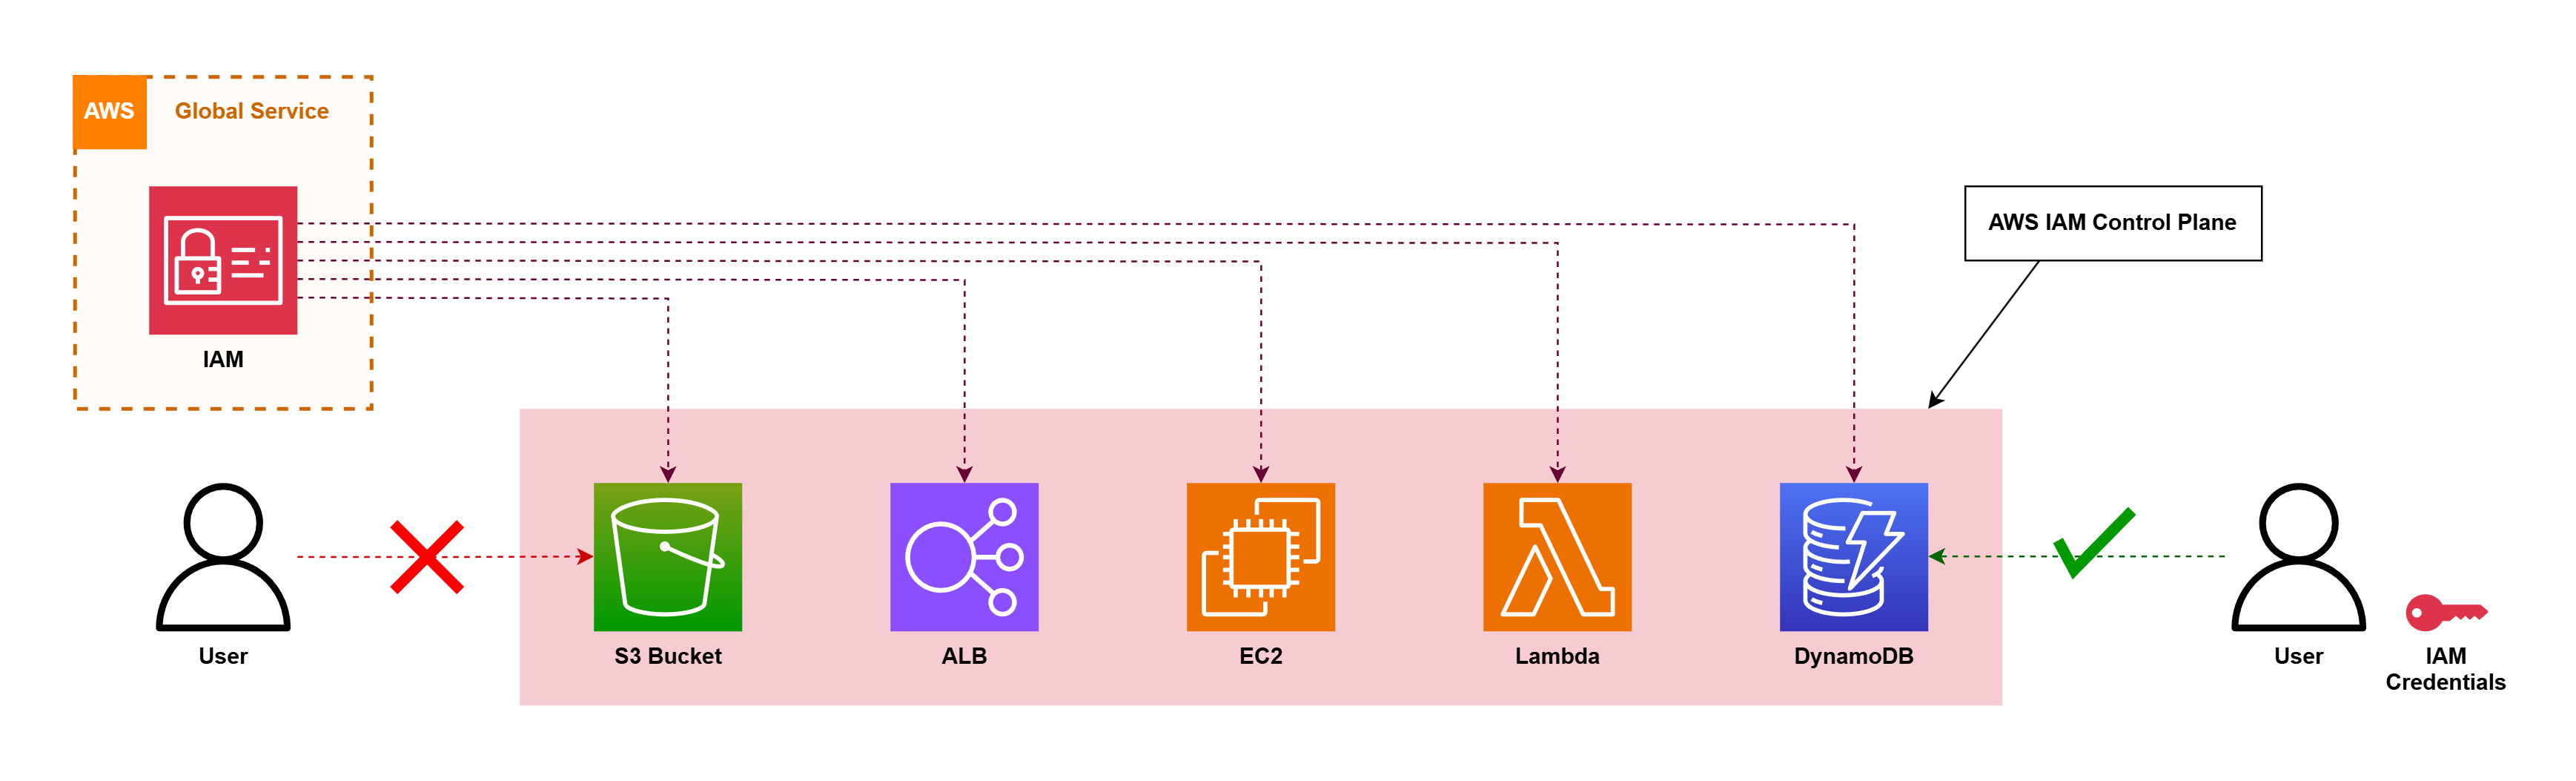 AWS
Global Service
IAM
AWS IAM Control Plane
User
S3 Bucket
ALB
EC2
Lambda
DynamoDB
User
IAM
Credentials